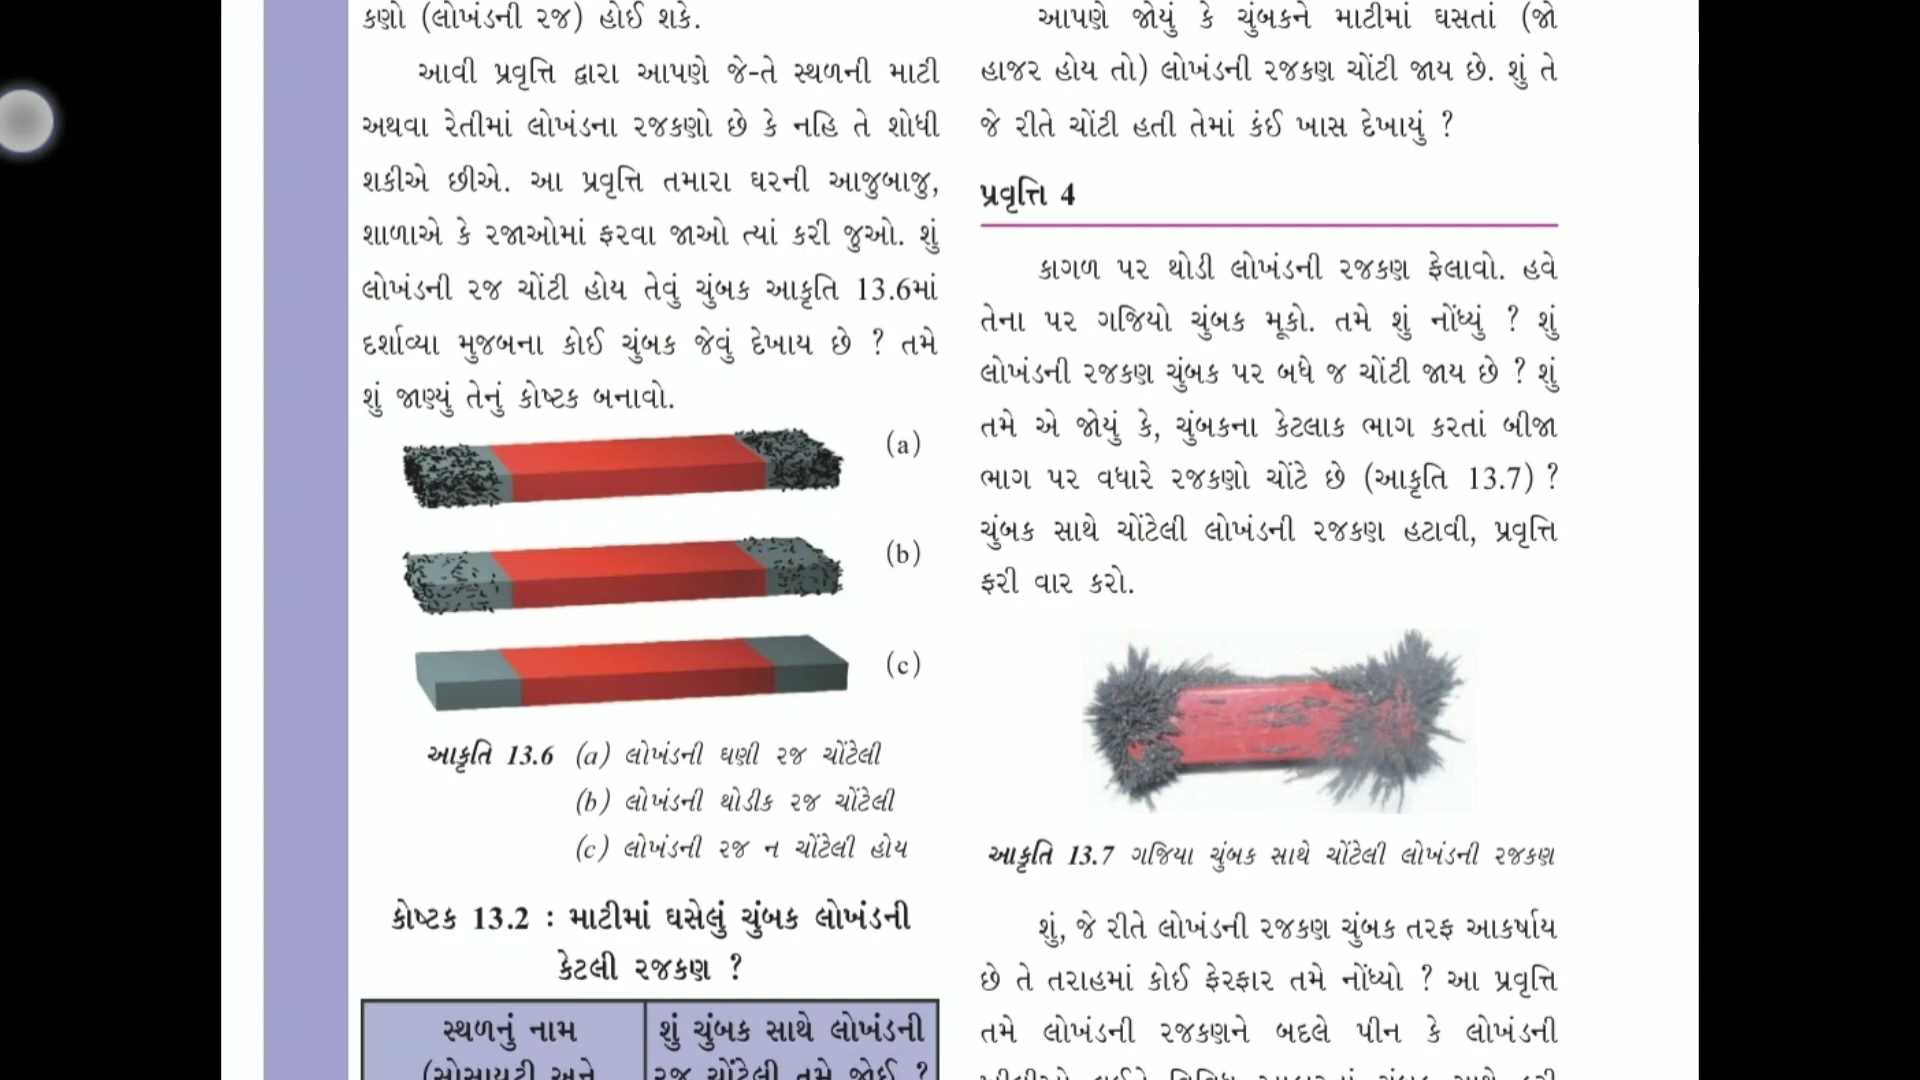 કણો (લોખંડની રજ) હોઈ શકે.
આવી પ્રવૃત્તિ દ્વારા આપણે જે-તે સ્થળની માટી
અથવા રેતીમાં લોખંડના રજકણો છે કે નહિ તે શોધી
શકીએ છીએ. આ પ્રવૃત્તિ તમારા ઘરની આજુબાજુ,
શાળાએ કે રજાઓમાં ફરવા જાઓ ત્યાં કરી જુઓ. શું
લોખંડની રજ ચોંટી હોય તેવું ચુંબક આકૃતિ 13.6માં
દર્શાવ્યા મુજબના કોઈ ચુંબક જેવું દેખાય છે ? તમે
શું જાણ્યું તેનું કોષ્ટક બનાવો.
(a)
(b)
(c)
આકૃતિ 13.6 (a) લોખંડની ઘણી રજ ચોંટેલી
(b) લોખંડની થોડીક રજ ચોંટેલી
(c) લોખંડની રજ ન ચોંટેલી હોય
કોષ્ટક 13.2 : માટીમાં ઘસેલું ચુંબક લોખંડની
કેટલી રજકણ ?
સ્થળનું નામ
(સોસાયટી અને
શું ચુંબક સાથે લોખંડની
રજ ચોંટેલી તમે જોઈ ?
આપણે જોયું કે ચુંબકને માટીમાં ઘસતાં (જો
હાજર હોય તો) લોખંડની રજકણ ચોંટી જાય છે. શું તે
જે રીતે ચોંટી હતી તેમાં કંઈ ખાસ દેખાયું ?
પ્રવૃત્તિ 4
કાગળ પર થોડી લોખંડની રજકણ ફેલાવો. હવે
તેના પર ગજિયો ચુંબક મૂકો. તમે શું નોંધ્યું ? શું
લોખંડની રજકણ ચુંબક પર બધે જ ચોંટી જાય છે ? શું
તમે એ જોયું કે, ચુંબકના કેટલાક ભાગ કરતાં બીજા
ભાગ પર વધારે રજકણો ચોંટે છે (આકૃતિ 13.7) ?
ચુંબક સાથે ચોંટેલી લોખંડની રજકણ હટાવી, પ્રવૃત્તિ
ફરી વાર કરો.
આકૃતિ 13.7 ગજિયા ચુંબક સાથે ચોંટેલી લોખંડની રજકણ
શું, જે રીતે લોખંડની રજકણ ચુંબક તરફ આકર્ષાય
છે તે તરાહમાં કોઈ ફેરફાર તમે નોંધ્યો ? આ પ્રવૃત્તિ
તમે લોખંડની રજકણને બદલે પીન કે લોખંડની